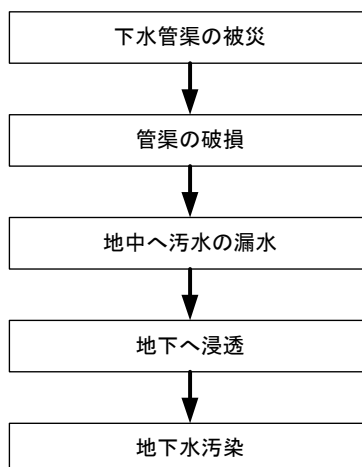 下水管渠の被災
管渠の破損
地中へ汚水の漏水
地下へ浸透
地下水汚染